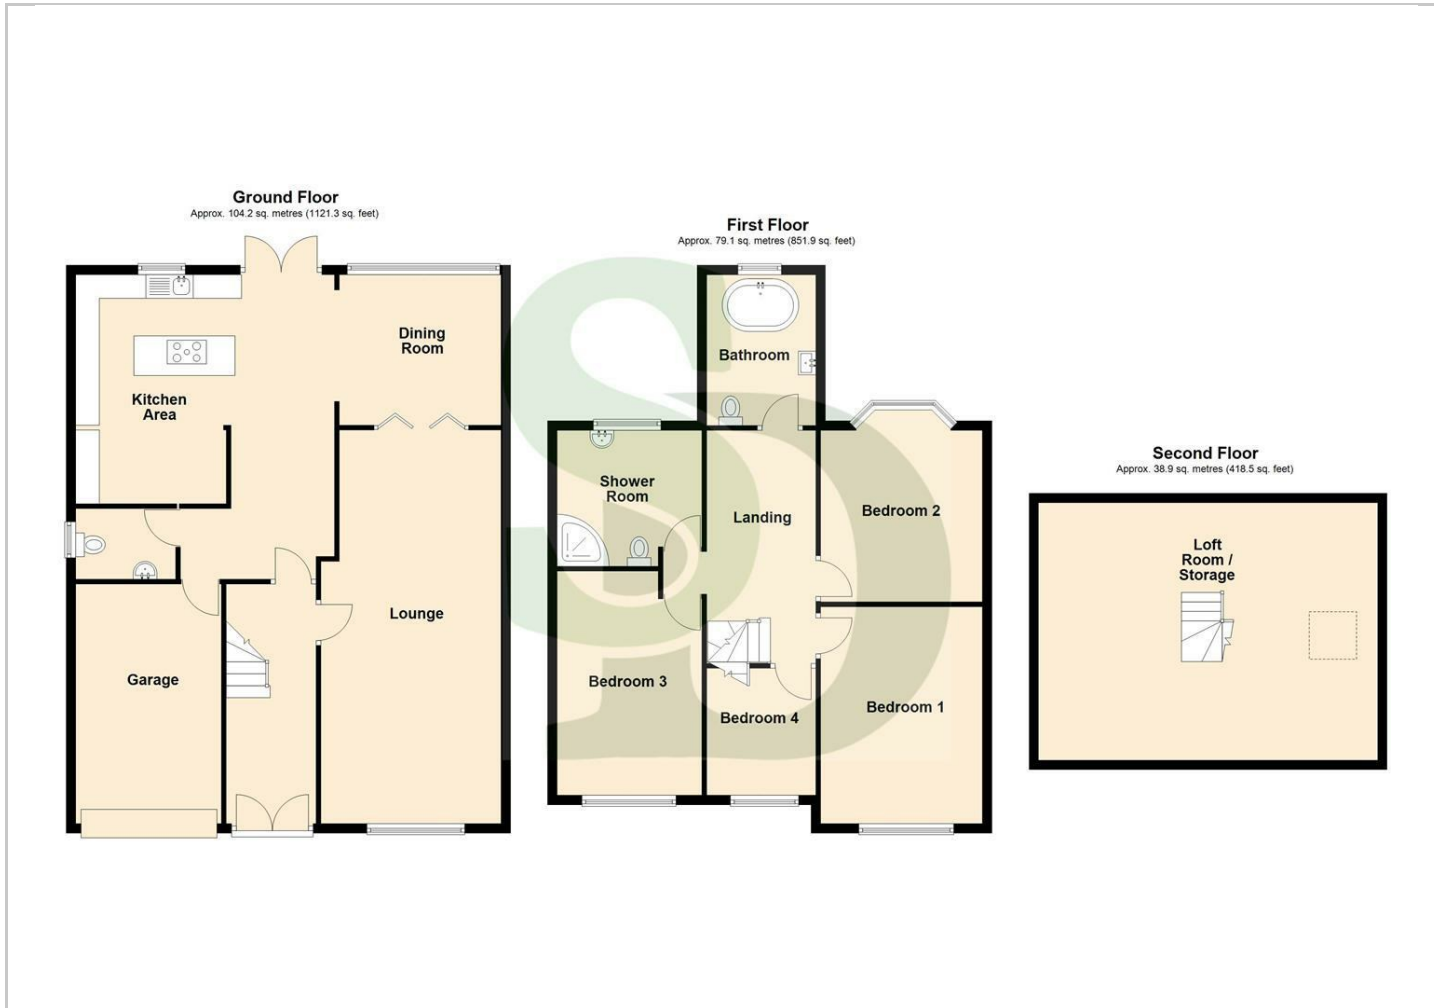 Ground Floor
Approx. 104.2 sq. metres (1121.3 sq. feet)
Dining
Room
Kitchen
Area
Lounge
Garage
First Floor
Approx. 79.1 sq. metres (851.9 sq. feet)
Bathroom
Shower
Room
Landing
Bedroom 2
Bedroom 3
Bedroom 4
Bedroom 1
Second Floor
Approx. 38.9 sq. metres (418.5 sq. feet)
Loft
Room /
Storage
SD